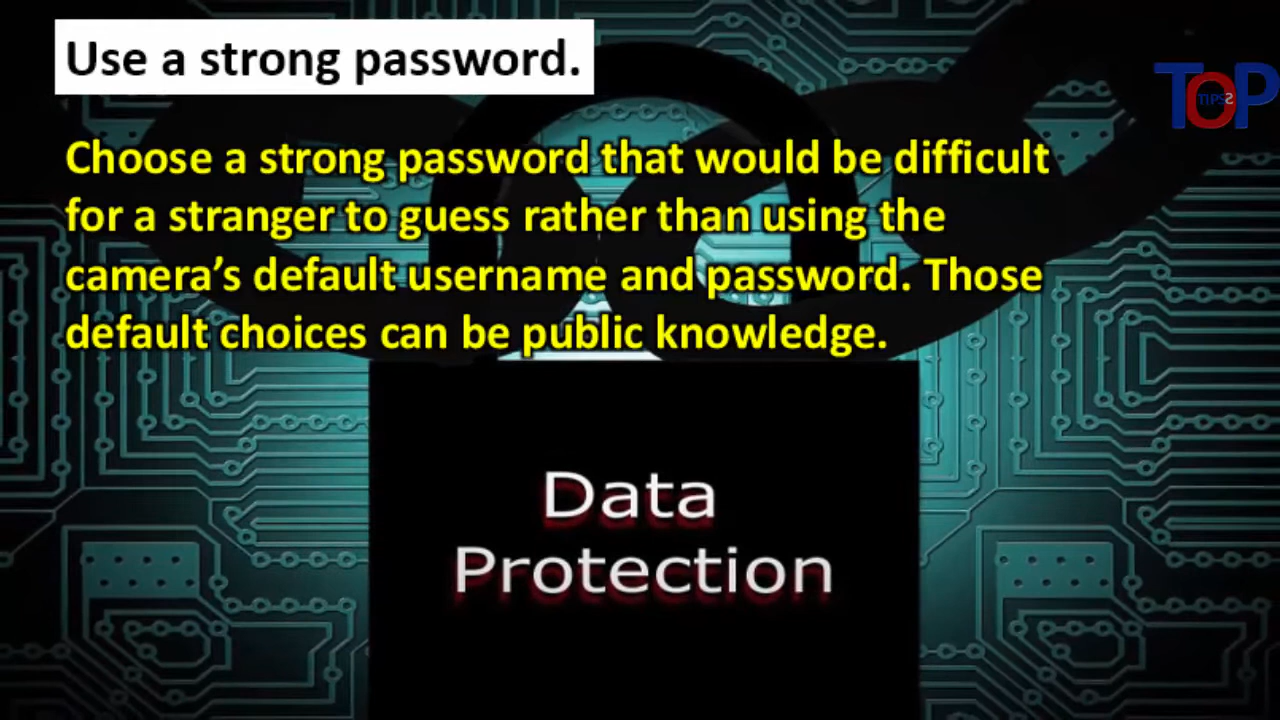 Use a strong password.
TOP
TIPS
Choose a strong password that would be difficult
for a stranger to guess rather than using the
camera’s default username and password. Those
default choices can be public knowledge.
Data
Protection